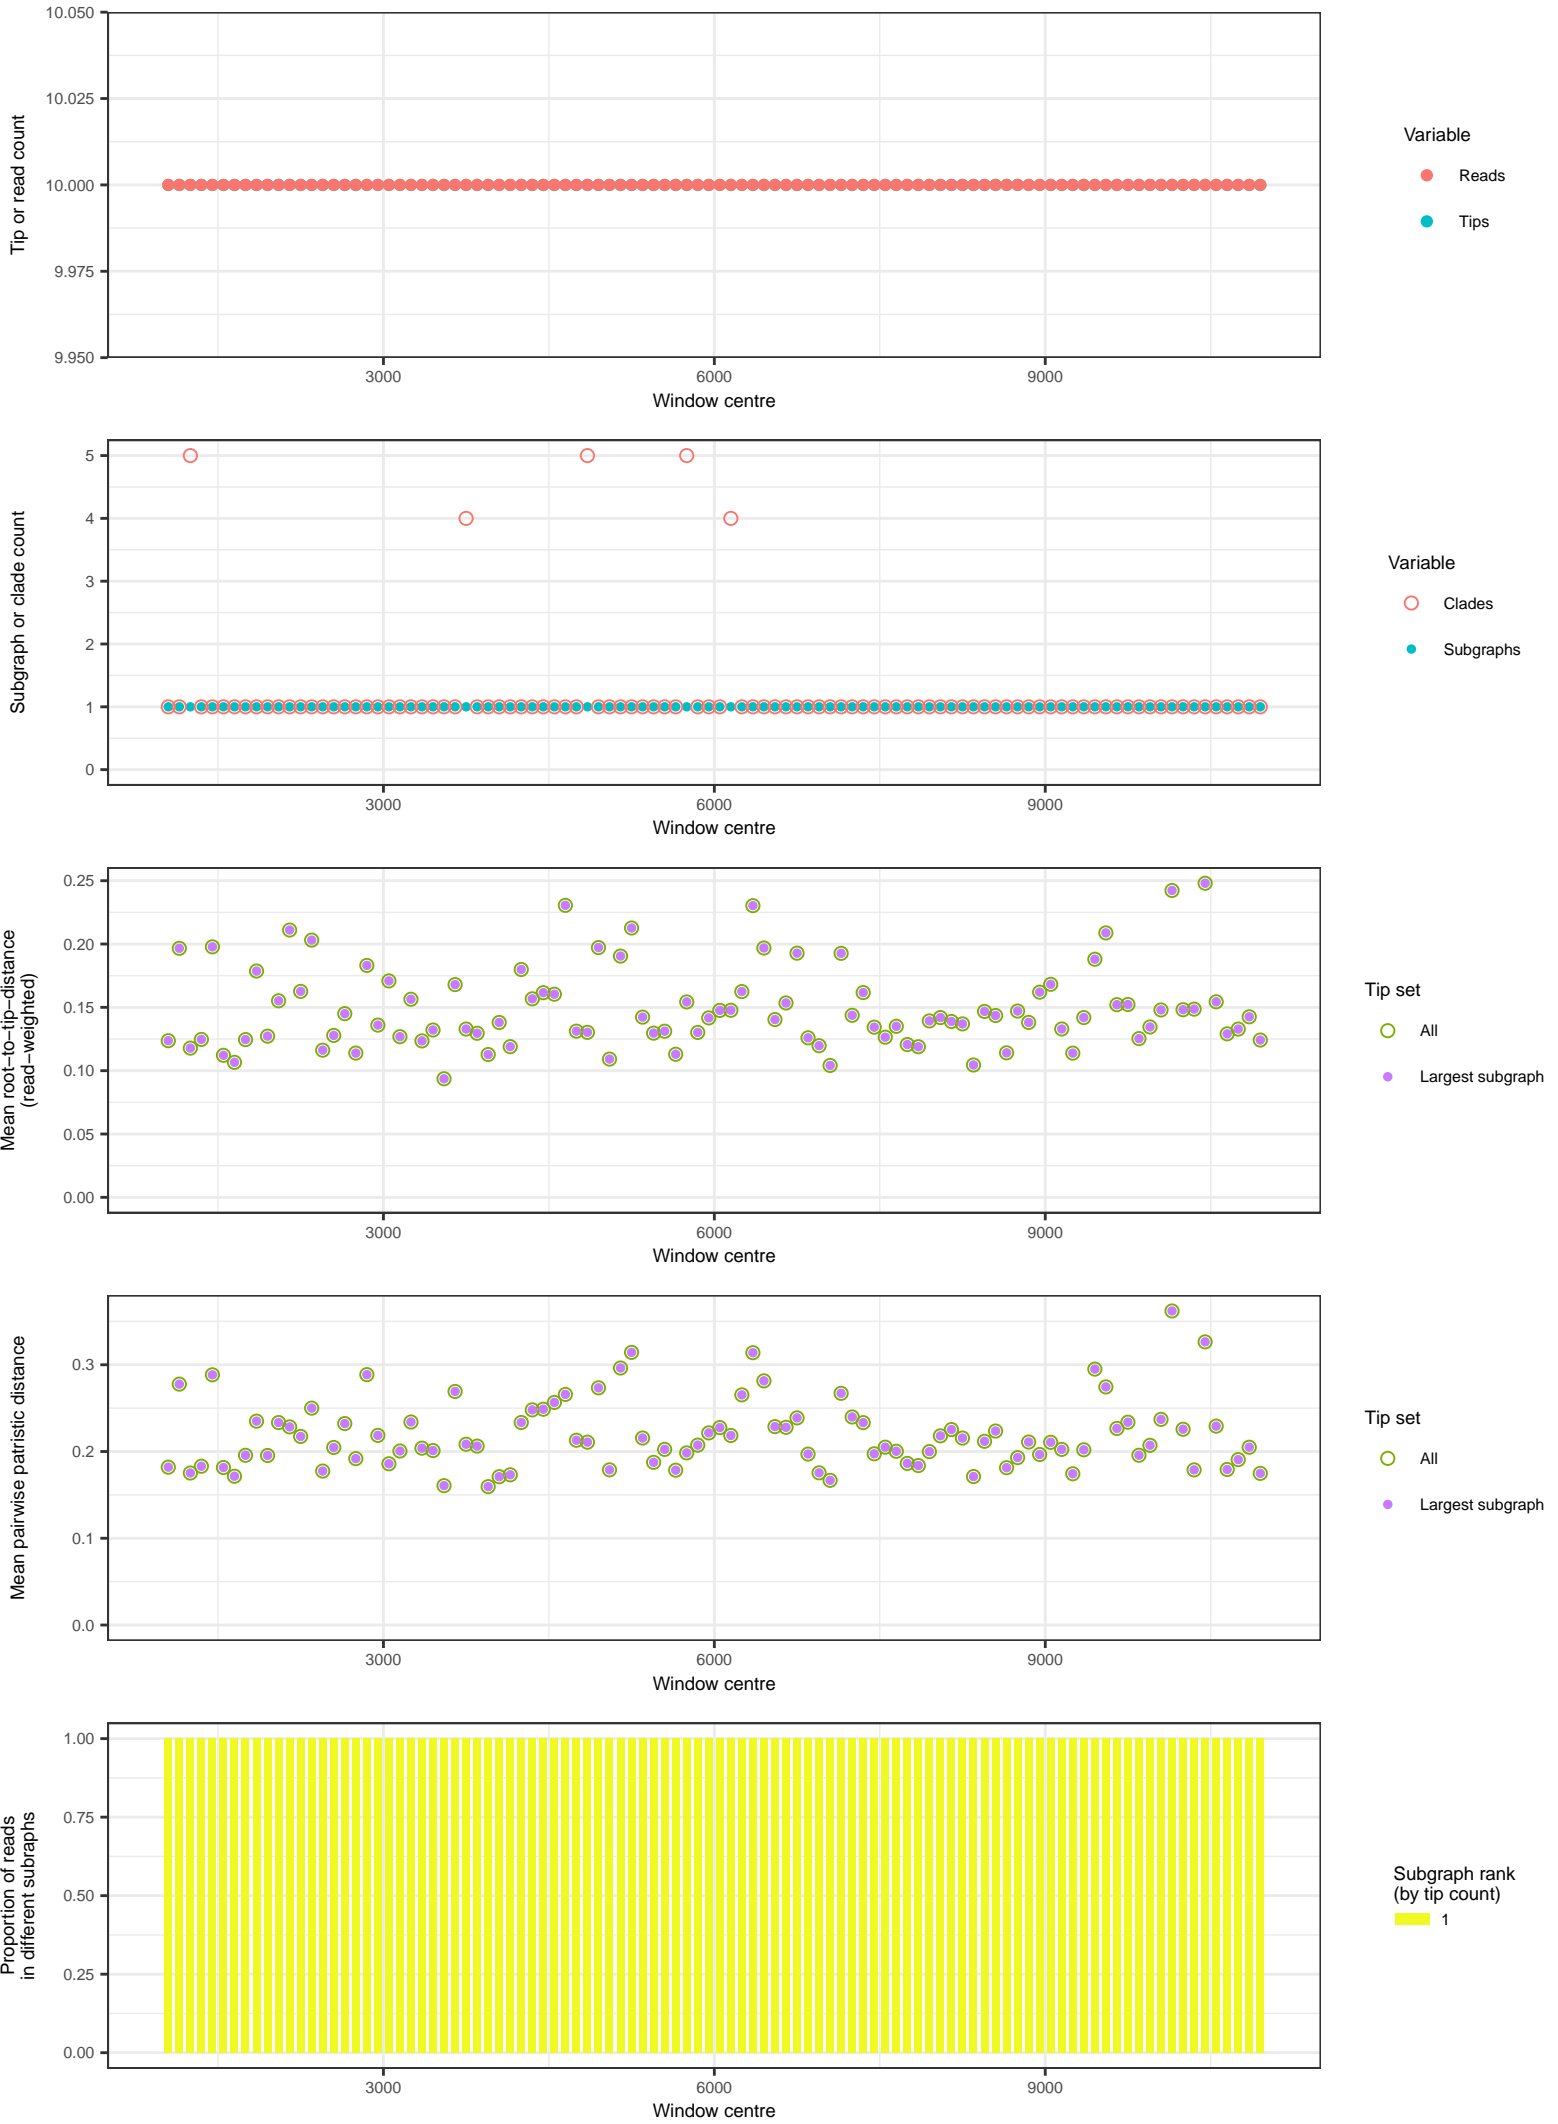 10.050
10.025
10.000
9.975
9.950
Tip or read count
3000
6000
9000
Window centre
Variable
Reads
Tips
5
4
3
2
1
0
Subgraph or clade count
3000
6000
9000
Window centre
Variable
Clades
Subgraphs
0.25
0.20
0.15
0.10
0.05
0.00
Mean root−to−tip−distance
(read−weighted)
3000
6000
9000
Window centre
Tip set
All
Largest subgraph
0.3
0.2
0.1
0.0
Mean pairwise patristic distance
3000
6000
9000
Window centre
Tip set
All
Largest subgraph
1.00
0.75
0.50
0.25
0.00
Proportion of reads
in different subraphs
3000
6000
9000
Window centre
Subgraph rank
(by tip count)
1